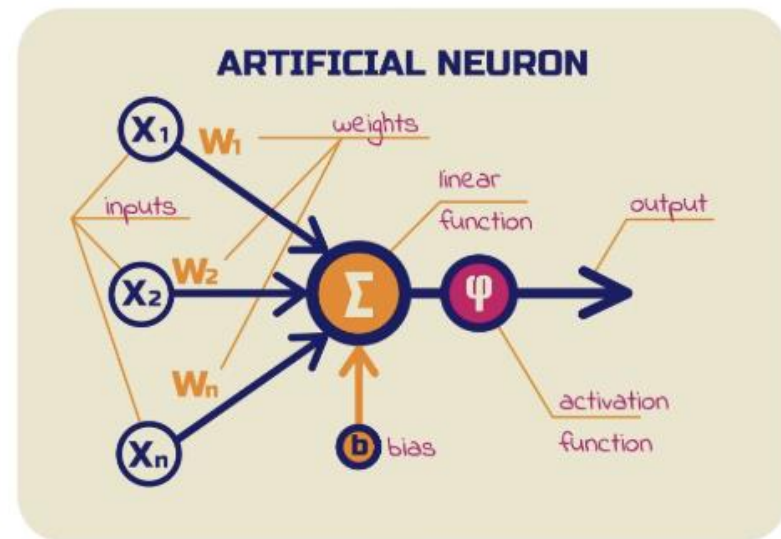 ARTIFICIAL NEURON
X1
W1
weights
inputs
linear
function
output
X2
W2
Σ
φ
Wn
activation
function
Xn
b
bias